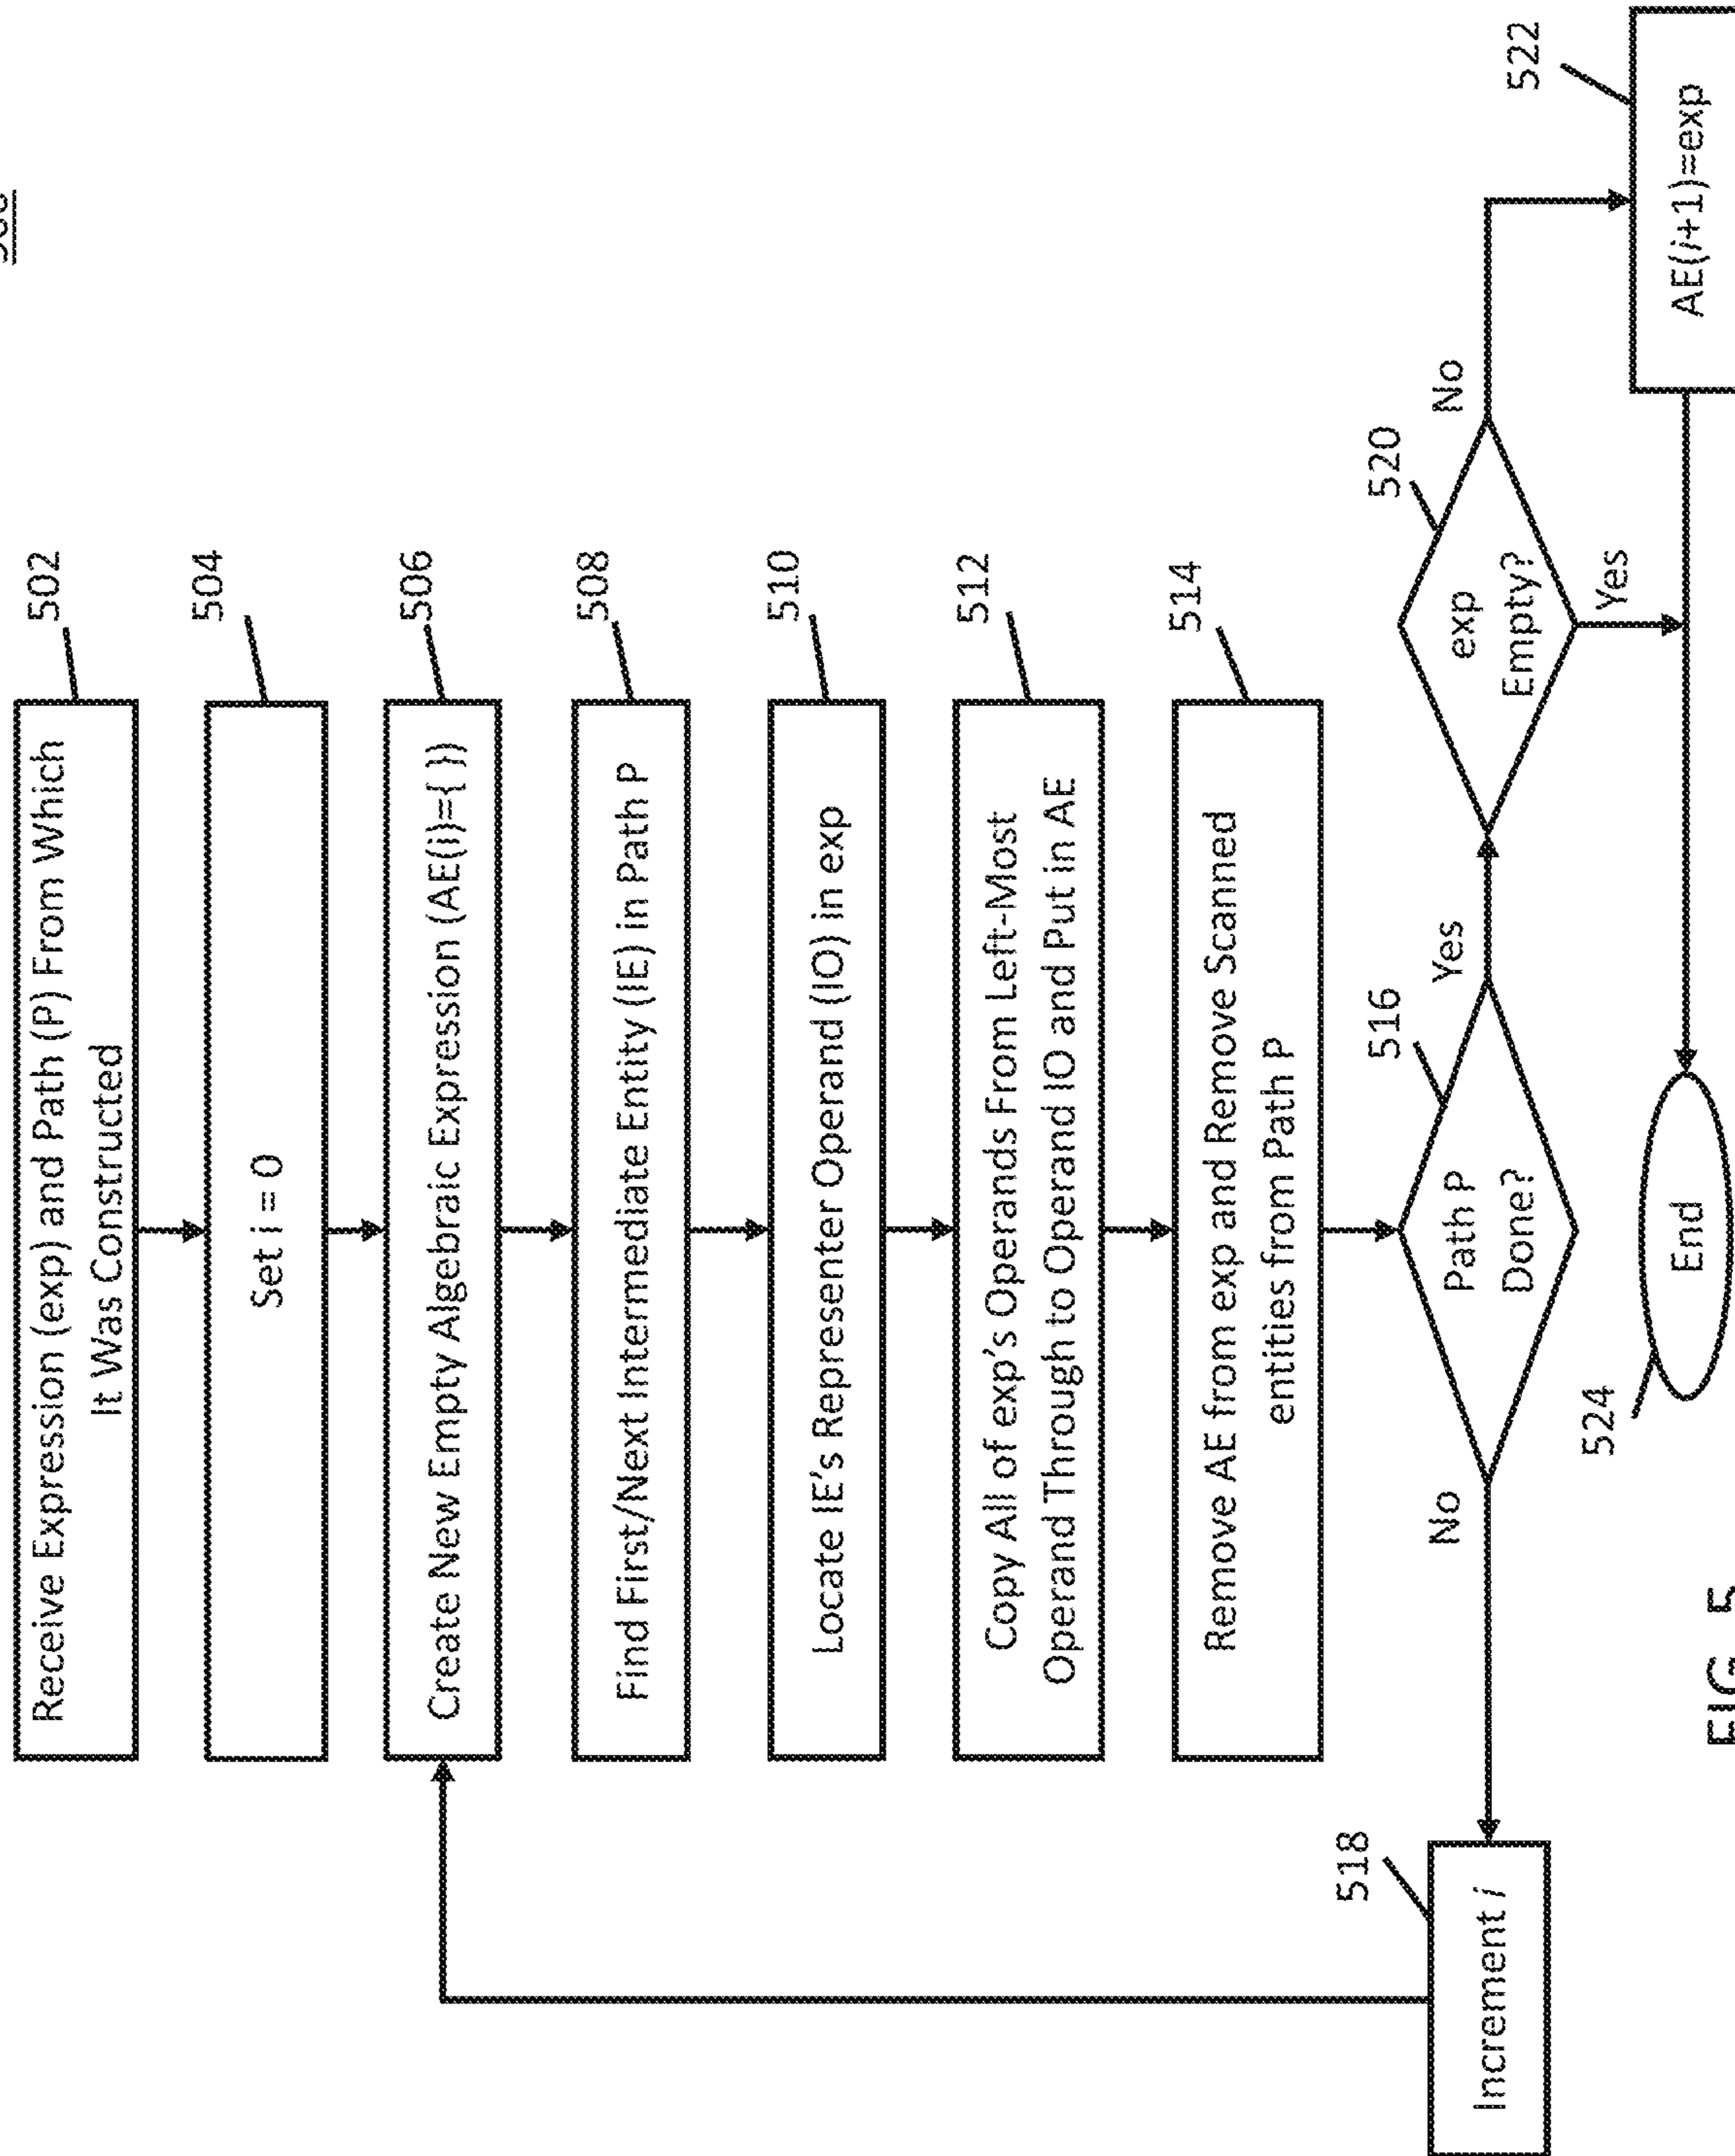 Receive Expression (exp) and Path (P) From Which
It Was Constructed
502
Set i = 0
504
Create New Empty Algebraic Expression (AE(i)={ })
506
Find First/Next Intermediate Entity (IE) in Path P
508
Locate IE's Representer Operand (IO) in exp
510
Copy All of exp's Operands From Left-Most
Operand Through to Operand IO and Put in AE
512
Remove AE from exp and Remove Scanned
entities from Path P
514
Path P
Done?
516
No
Yes
Increment i
518
exp
Empty?
520
No
Yes
AE(i+1)=exp
522
End
524
FIG. 5